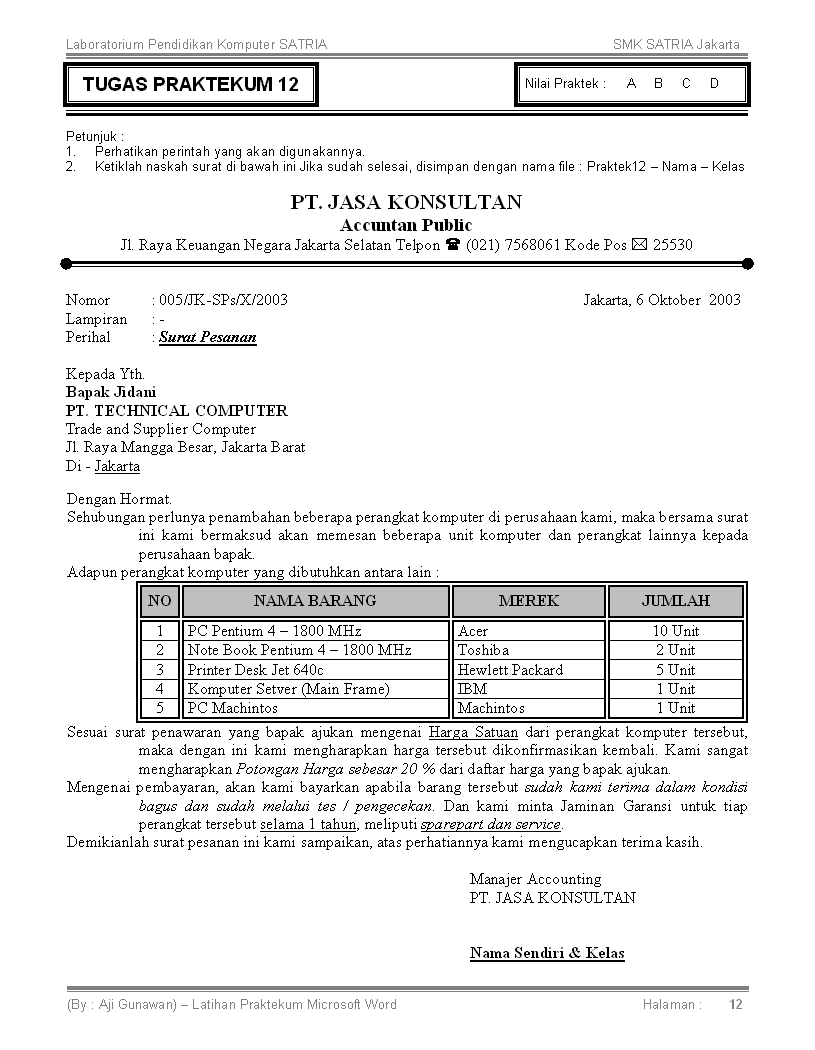 Laboratorium Pendidikan Komputer SATRIA SMK SATRIA Jakarta
TUGAS PRAKTEKUM 12 Nilai Praktek : A B C D
Petunjuk :
1. Perhatikan perintah yang akan digunakannya.
2. Ketiklah naskah surat di bawah ini Jika sudah selesai, disimpan dengan nama file : Praktek12 – Nama – Kelas
PT. JASA KONSULTAN
Accuntan Public
Jl. Raya Keuangan Negara Jakarta Selatan Telpon ☎ (021) 7568061 Kode Pos ✉ 25530
Nomor : 005/JK-SPs/X/2003 Jakarta, 6 Oktober 2003
Lampiran : -
Perihal : Surat Pesanan
Kepada Yth.
Bapak Jidani
PT. TECHNICAL COMPUTER
Trade and Supplier Computer
Jl. Raya Mangga Besar, Jakarta Barat
Di - Jakarta
Dengan Hormat.
Sehubungan perlunya penambahan beberapa perangkat komputer di perusahaan kami, maka bersama surat
ini kami bermaksud akan memesan beberapa unit komputer dan perangkat lainnya kepada
perusahaan bapak.
Adapun perangkat komputer yang dibutuhkan antara lain :
NO NAMA BARANG MEREK JUMLAH
1 PC Pentium 4 – 1800 MHz Acer 10 Unit
2 Note Book Pentium 4 – 1800 MHz Toshiba 2 Unit
3 Printer Desk Jet 640c Hewlett Packard 5 Unit
4 Komputer Setver (Main Frame) IBM 1 Unit
5 PC Machintos Machintos 1 Unit
Sesuai surat penawaran yang bapak ajukan mengenai Harga Satuan dari perangkat komputer tersebut,
maka dengan ini kami mengharapkan harga tersebut dikonfirmasikan kembali. Kami sangat
mengharapkan Potongan Harga sebesar 20 % dari daftar harga yang bapak ajukan.
Mengenai pembayaran, akan kami bayarkan apabila barang tersebut sudah kami terima dalam kondisi
bagus dan sudah melalui tes / pengecekan. Dan kami minta Jaminan Garansi untuk tiap
perangkat tersebut selama 1 tahun, meliputi sparepart dan service.
Demikianlah surat pesanan ini kami sampaikan, atas perhatiannya kami mengucapkan terima kasih.
Manajer Accounting
PT. JASA KONSULTAN
Nama Sendiri & Kelas
(By : Aji Gunawan) – Latihan Praktekum Microsoft Word Halaman : 12